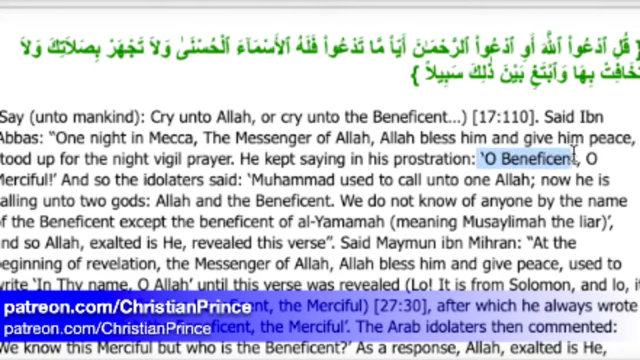 { قُلِ ٱدْعُواْ ٱللَّهَ أَوِ ٱدْعُواْ ٱلرَّحْمَـٰنَ أَيّاً مَّا تَدْعُواْ فَلَهُ ٱلأَسْمَآءَ ٱلْحُسْنَىٰ وَلاَ تَجْهَرْ بِصَلاَتِكَ وَلاَ
تُخَافِتْ بِهَا وَٱبْتَغِ بَيْنَ ذٰلِكَ سَبِيلاً }
Say (unto mankind): Cry unto Allah, or cry unto the Beneficent…) [17:110]. Said Ibn
Abbas: “One night in Mecca, The Messenger of Allah, Allah bless him and give him peace,
tood up for the night vigil prayer. He kept saying in his prostration: ‘O Beneficent, O
Merciful!’ And so the idolaters said: ‘Muhammad used to call unto one Allah; now he is
alling unto two gods: Allah and the Beneficent. We do not know of anyone by the name
of the Beneficent except the beneficent of al-Yamamah (meaning Musaylimah the liar)’,
and so Allah, exalted is He, revealed this verse”. Said Maymun ibn Mihran: “At the
beginning of revelation, the Messenger of Allah, Allah bless him and give peace, used to
write ‘In Thy name, O Allah’ until this verse was revealed (Lo! It is from Solomon, and lo, it
patreon.com/ChristianPrince ficent, the Merciful) [27:30], after which he always wrote
patreon.com/ChristianPrince eficent, the Merciful’. The Arab idolaters then commented:
We know this Merciful but who is the Beneficent?’ As a response, Allah, exalted is He,